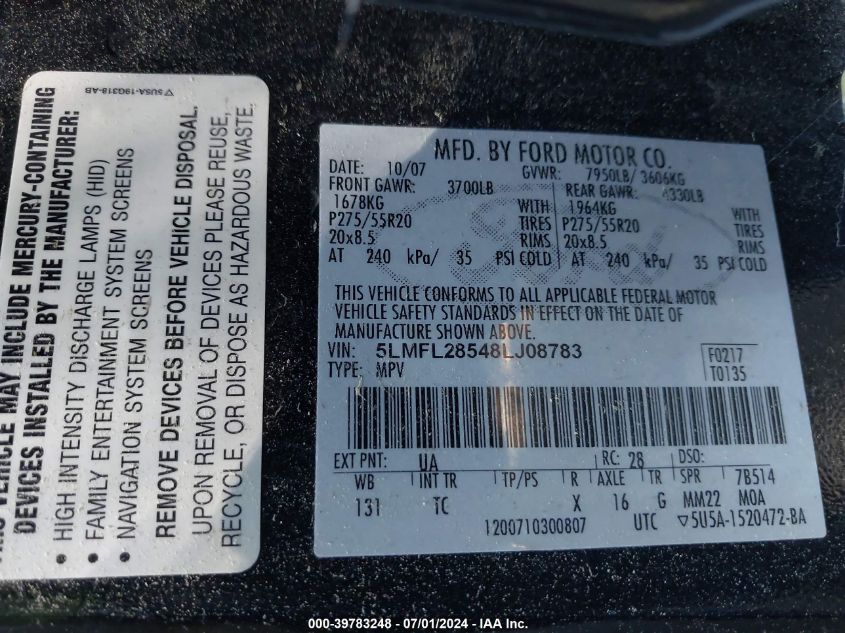 ▽5U5A-19G318-AB
VEHICLE MAY INCLUDE MERCURY-CONTAINING
DEVICES INSTALLED BY THE MANUFACTURER:
• HIGH INTENSITY DISCHARGE LAMPS (HID)
• FAMILY ENTERTAINMENT SYSTEM SCREENS
• NAVIGATION SYSTEM SCREENS
REMOVE DEVICES BEFORE VEHICLE DISPOSAL.
UPON REMOVAL OF DEVICES PLEASE REUSE,
RECYCLE, OR DISPOSE AS HAZARDOUS WASTE.
MFD. BY FORD MOTOR CO.
DATE: 10/07 GVWR: 7950LB/ 3606KG
FRONT GAWR: 3700LB REAR GAWR: 4330LB
1678KG WITH 1964KG WITH
P275/55R20 TIRES P275/55R20 TIRES
20x8.5 RIMS 20x8.5 RIMS
AT 240 kPa/ 35 PSI COLD AT 240 kPa/ 35 PSI COLD
THIS VEHICLE CONFORMS TO ALL APPLICABLE FEDERAL MOTOR
VEHICLE SAFETY STANDARDS IN EFFECT ON THE DATE OF
MANUFACTURE SHOWN ABOVE.
VIN: 5LMFL28548LJ08783 F0217
TYPE: MPV T0135
EXT PNT: UA RC: 28 DSO:
WB INT TR TP/PS R AXLE TR SPR 7B514
131 TC X 16 G MM22 MOA
1200710300807 UTC ▽5U5A-1520472-BA
000-39783248 - 07/01/2024 - IAA Inc.